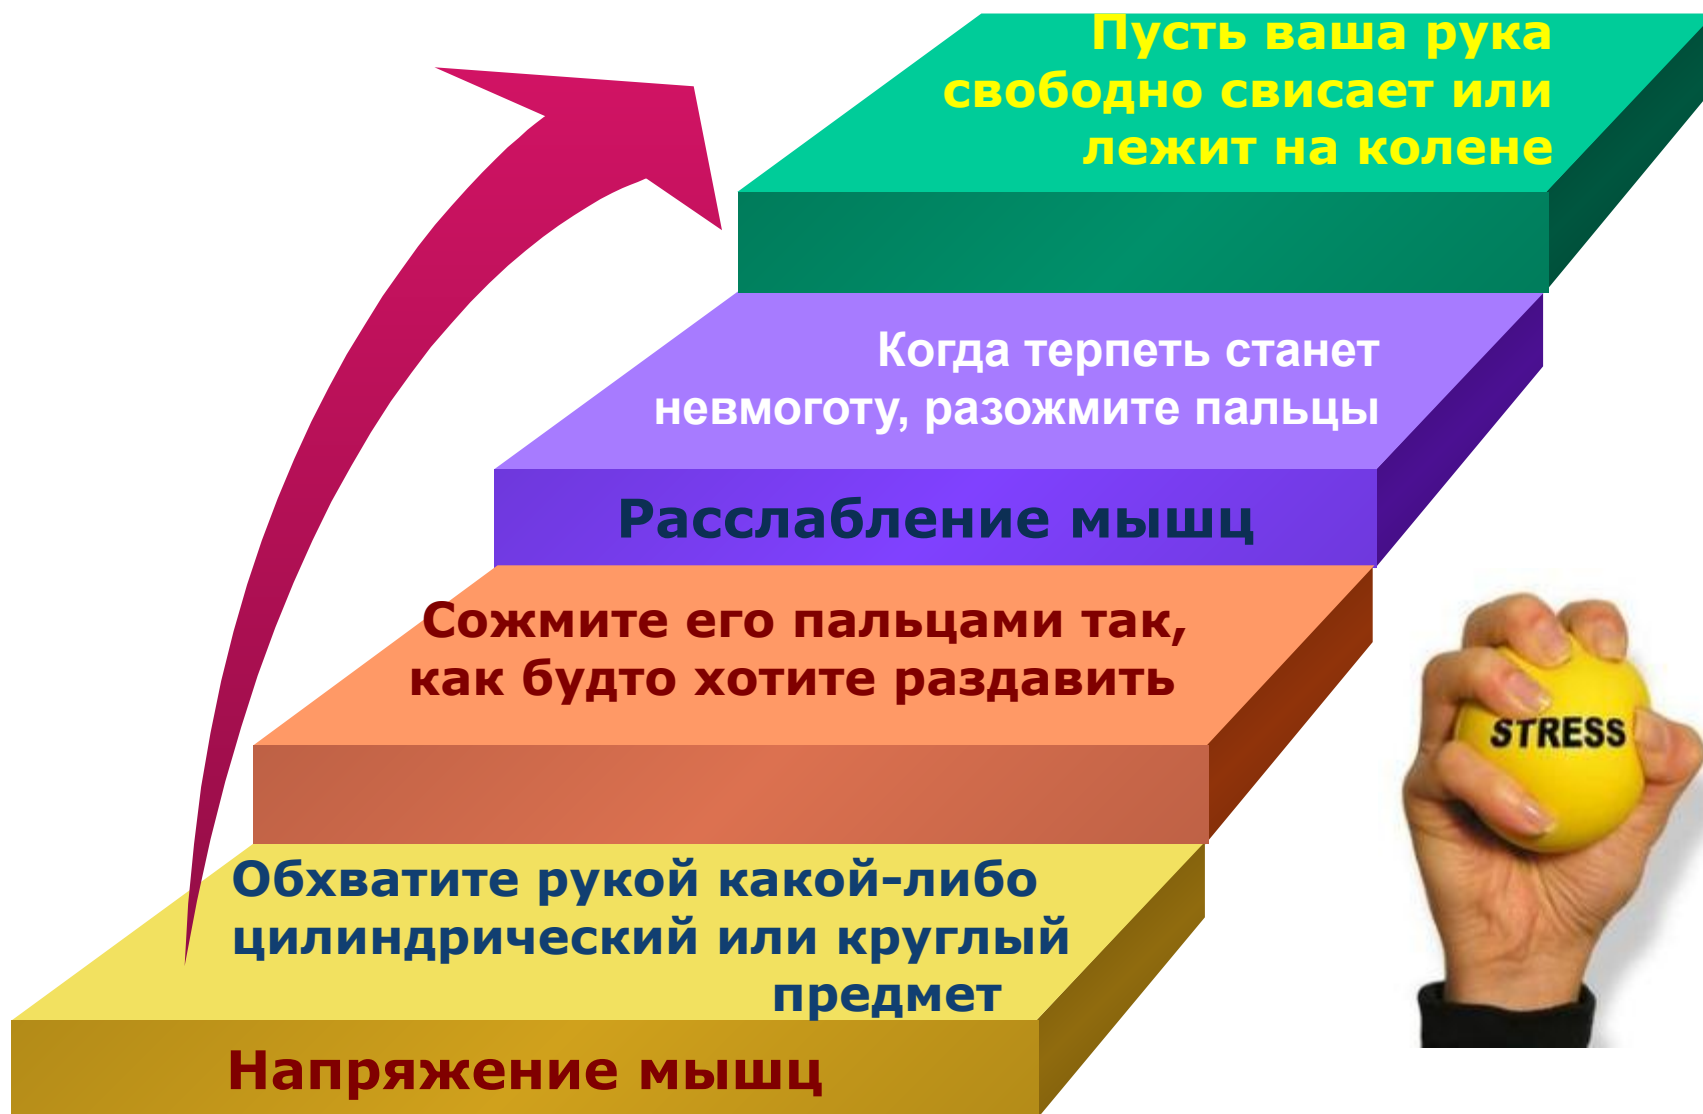 Пусть ваша рука
свободно свисает или
лежит на колене
Когда терпеть станет
невмоготу, разожмите пальцы
Расслабление мышц
Сожмите его пальцами так,
как будто хотите раздавить
STRESS
Обхватите рукой какой-либо
цилиндрический или круглый
предмет
Напряжение мышц